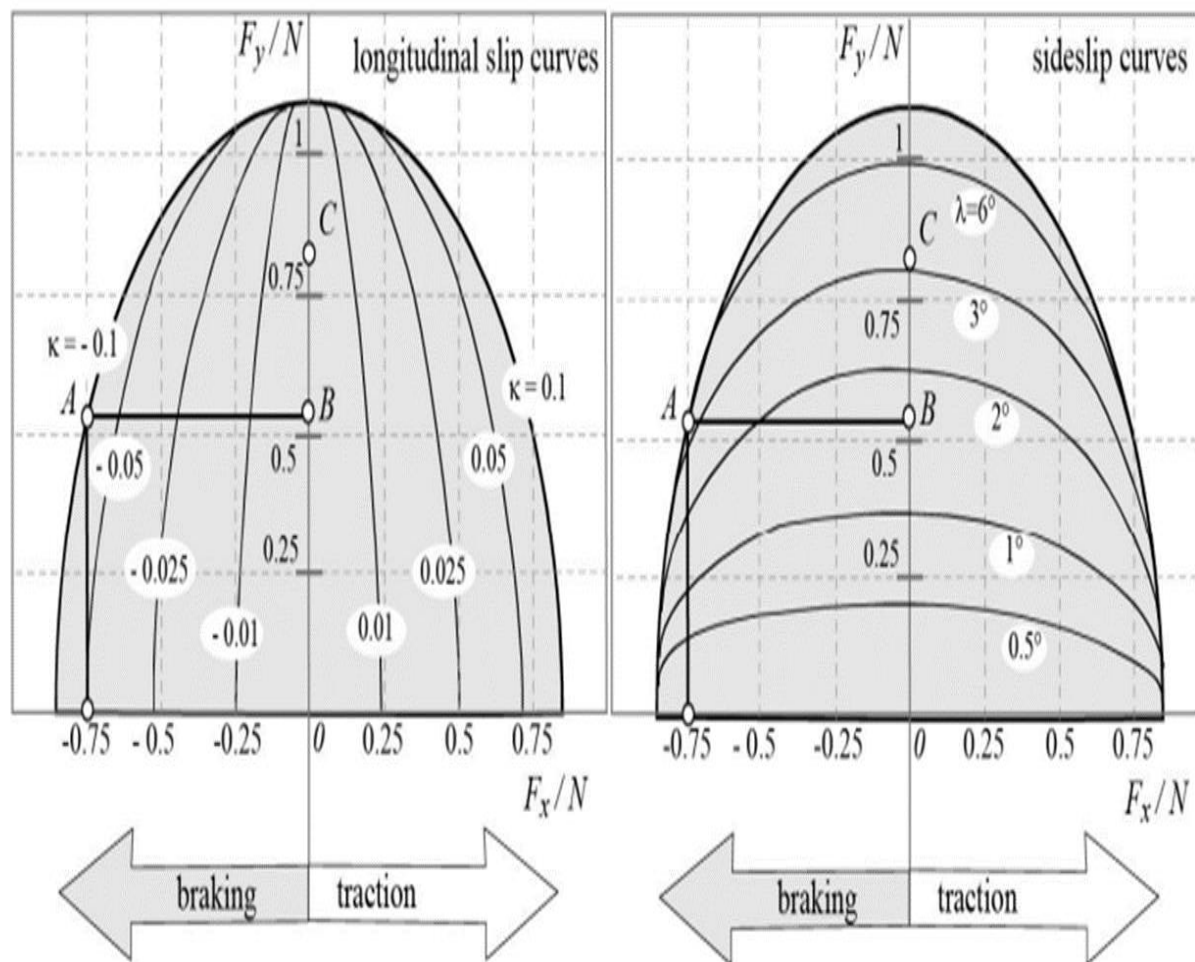 F_y / N
longitudinal slip curves
1
C
0.75
κ = - 0.1
A
B
κ = 0.1
- 0.05
0.5
0.05
- 0.025
0.25
0.025
- 0.01
0.01
-0.75 - 0.5 -0.25 0 0.25 0.5 0.75
F_x / N
braking traction
F_y / N
sideslip curves
1
λ=6°
C
0.75
3°
A
B
2°
0.5
0.25
1°
0.5°
-0.75 - 0.5 -0.25 0 0.25 0.5 0.75
F_x / N
braking traction